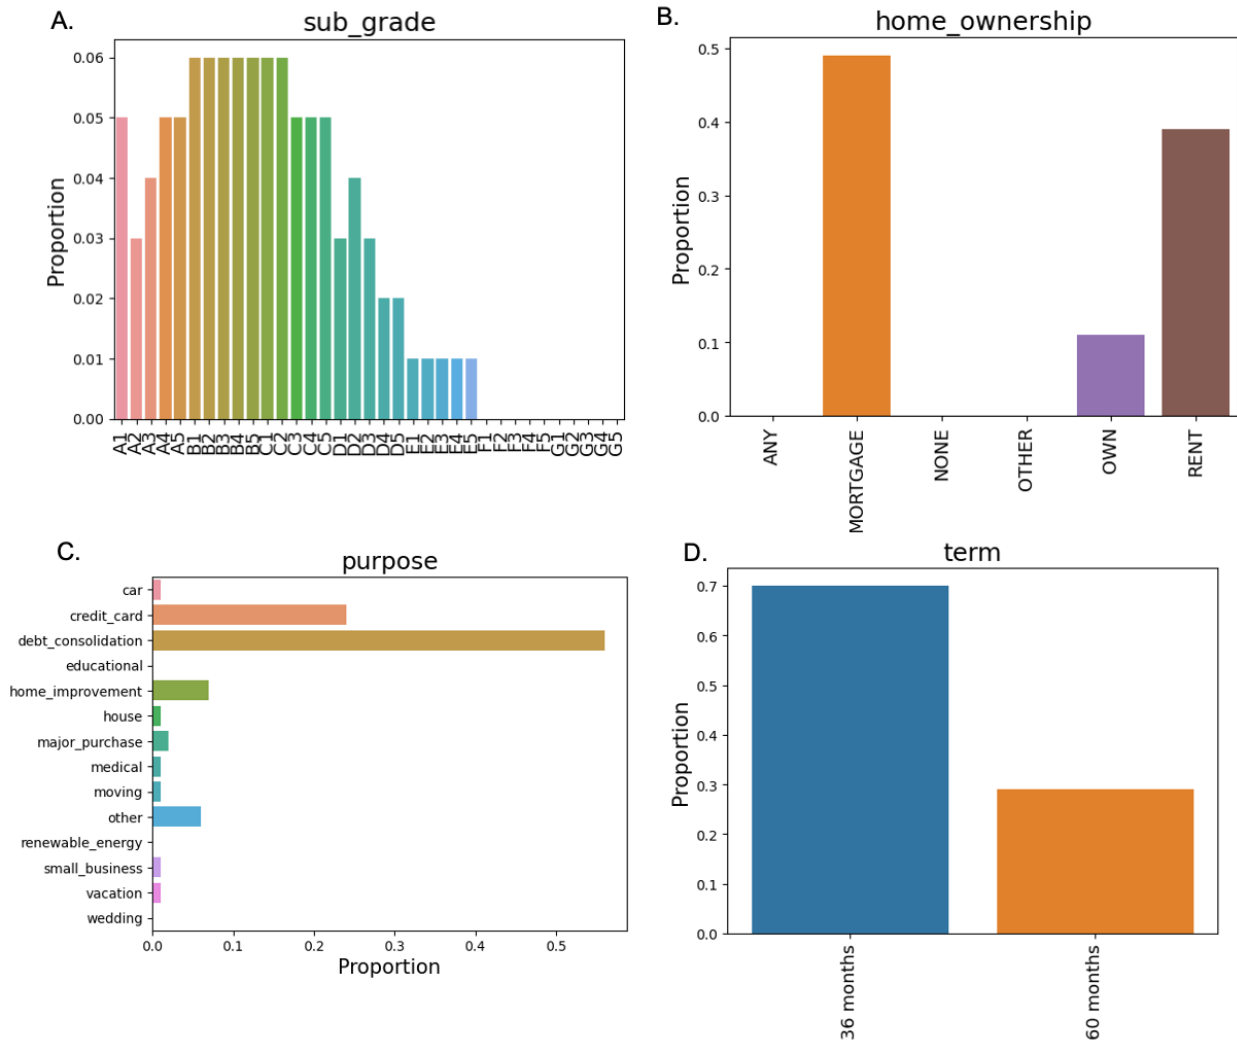 A.
sub_grade
Proportion
0.06
0.05
0.04
0.03
0.02
0.01
0.00
A1 A2 A3 A4 A5 B1 B2 B3 B4 B5 C1 C2 C3 C4 C5 D1 D2 D3 D4 D5 E1 E2 E3 E4 E5 F1 F2 F3 F4 F5 G1 G2 G3 G4 G5
B.
home_ownership
Proportion
0.5
0.4
0.3
0.2
0.1
0.0
ANY MORTGAGE NONE OTHER OWN RENT
C.
purpose
car
credit_card
debt_consolidation
educational
home_improvement
house
major_purchase
medical
moving
other
renewable_energy
small_business
vacation
wedding
0.0 0.1 0.2 0.3 0.4 0.5
Proportion
D.
term
Proportion
0.7
0.6
0.5
0.4
0.3
0.2
0.1
0.0
36 months 60 months